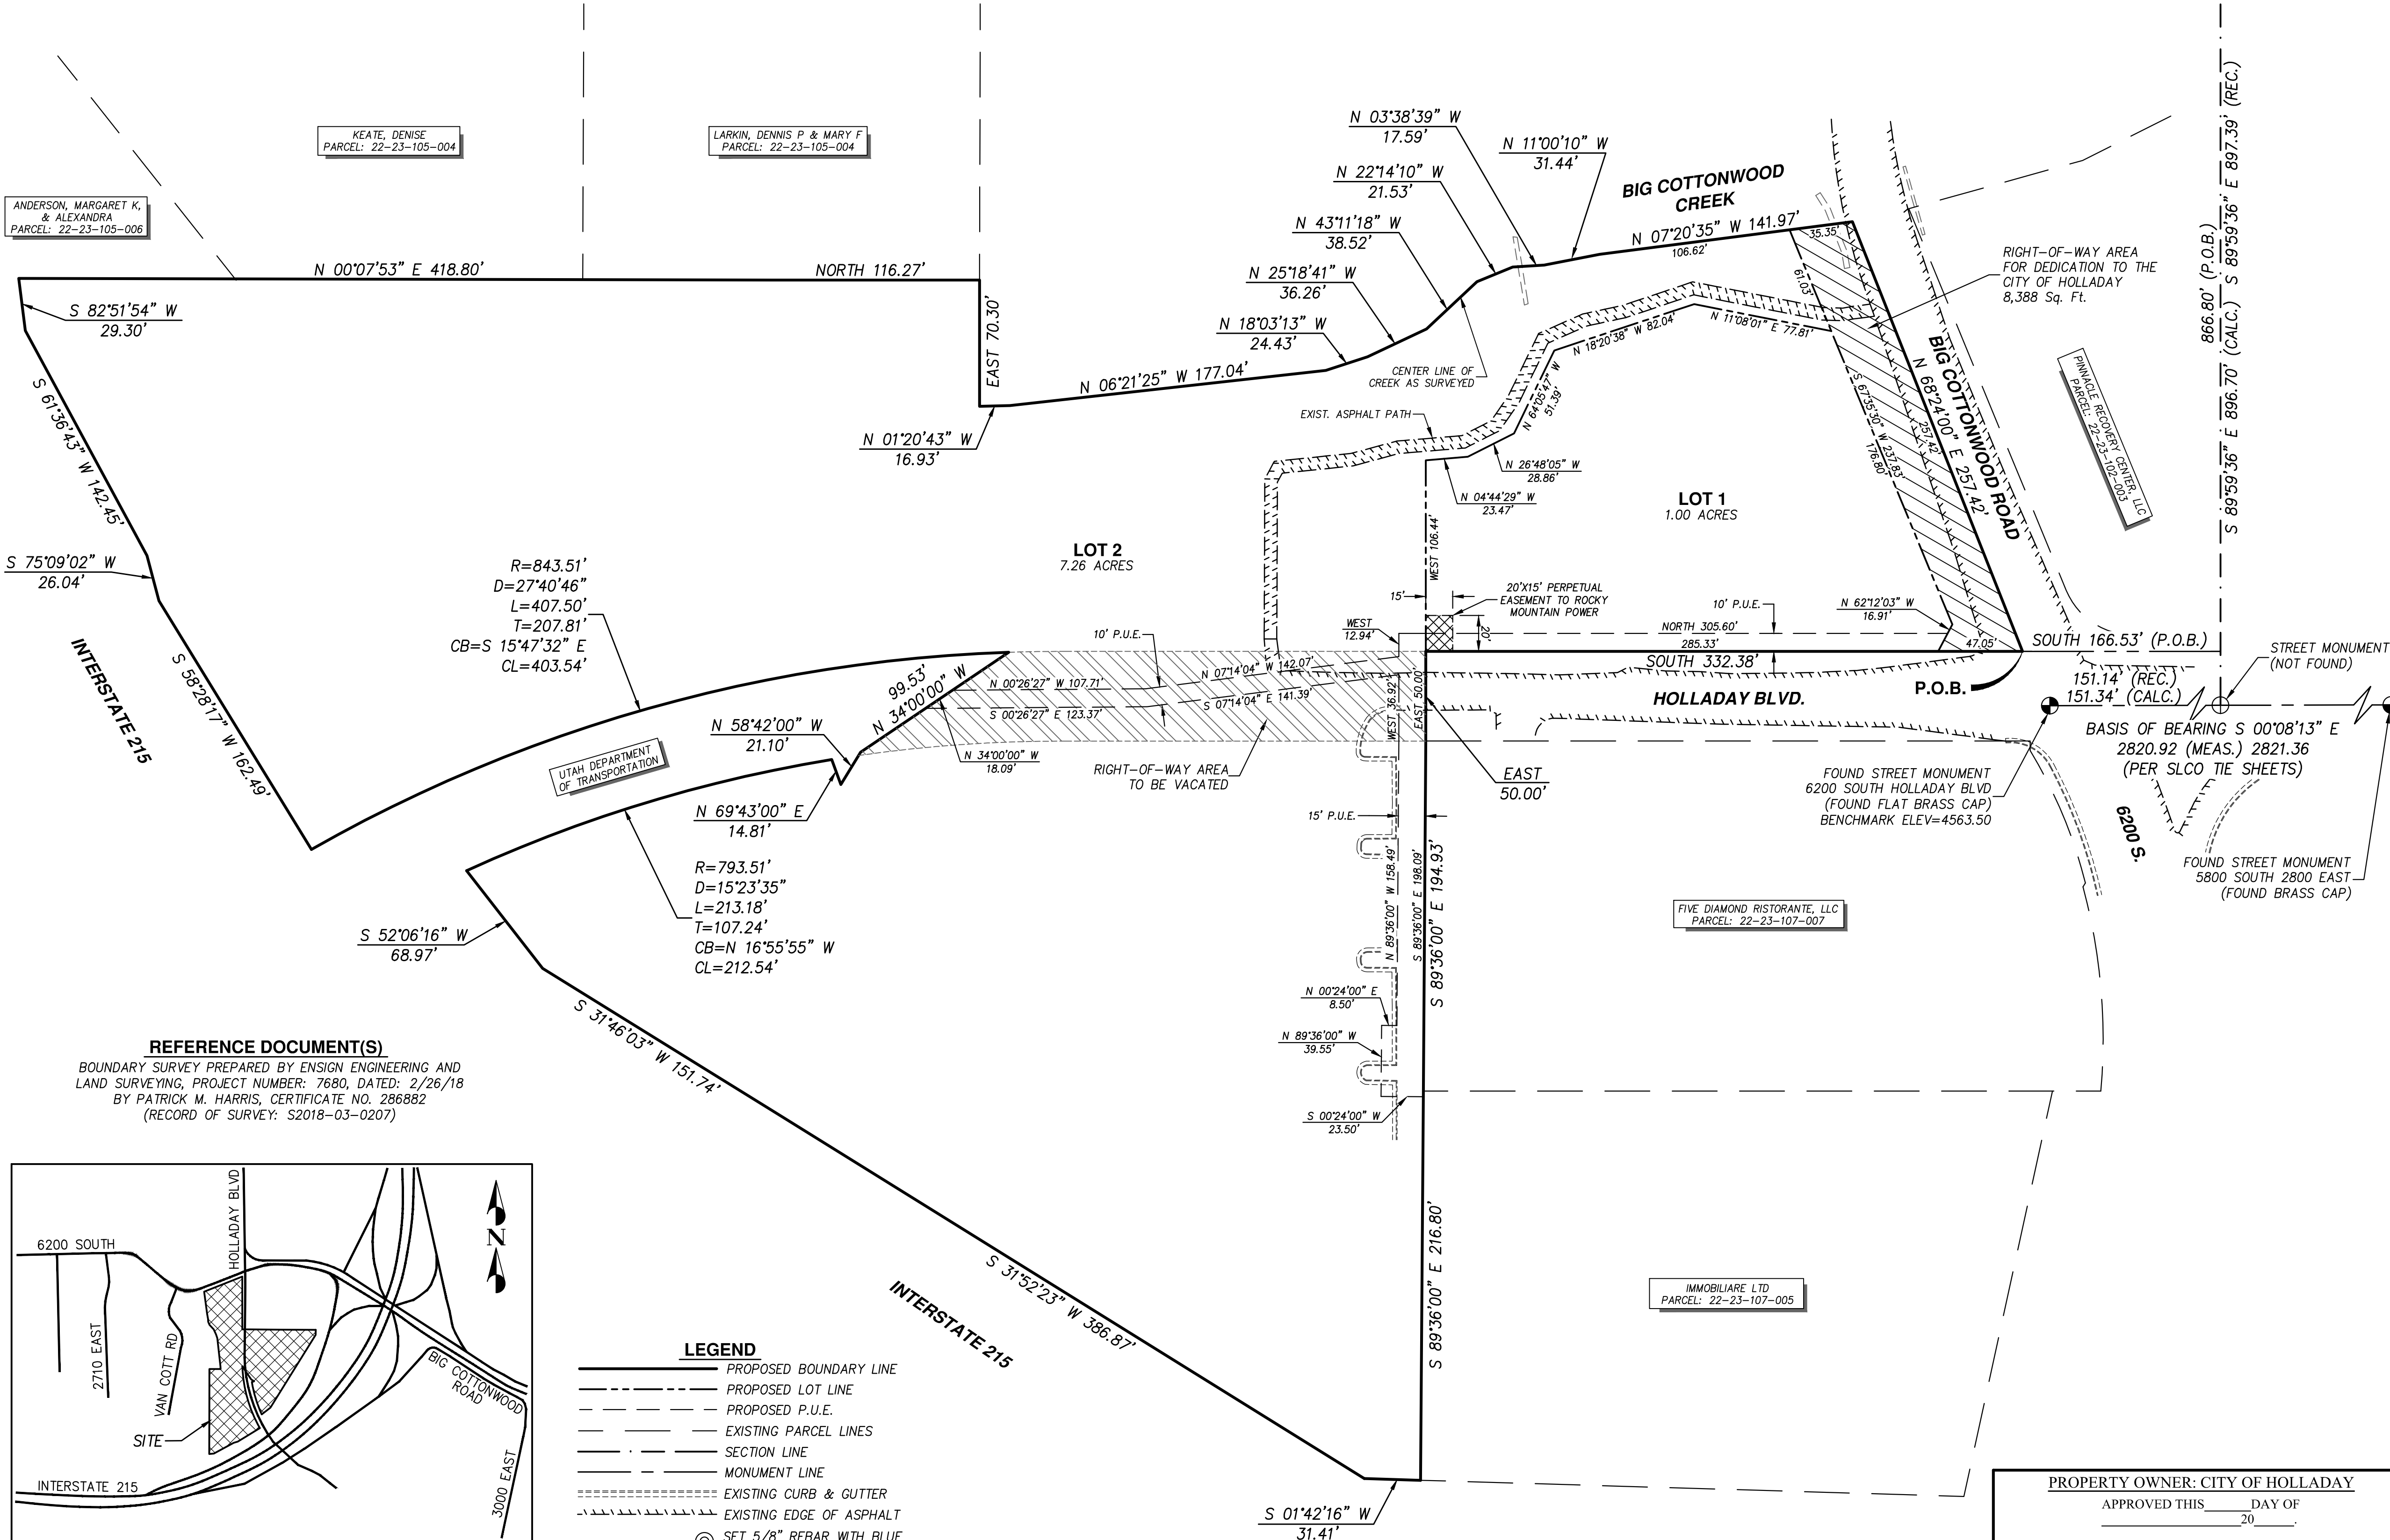 KEATE, DENISE
PARCEL: 22-23-105-004
LARKIN, DENNIS P & MARY F
PARCEL: 22-23-105-004
ANDERSON, MARGARET K,
& ALEXANDRA
PARCEL: 22-23-105-006
N 00°07'53" E 418.80'
NORTH 116.27'
S 82°51'54" W
29.30'
S 61°36'43" W 142.45'
S 75°09'02" W
26.04'
S 58°28'17" W 162.49'
INTERSTATE 215
EAST 70.30'
N 01°20'43" W
16.93'
N 06°21'25" W 177.04'
N 18°03'13" W
24.43'
N 25°18'41" W
36.26'
N 43°11'18" W
38.52'
N 22°14'10" W
21.53'
N 03°38'39" W
17.59'
N 11°00'10" W
31.44'
BIG COTTONWOOD
CREEK
N 07°20'35" W 141.97'
106.62'
35.35'
61.03'
CENTER LINE OF
CREEK AS SURVEYED
EXIST. ASPHALT PATH
N 64°05'47" W
51.39'
N 18°20'38" W 82.04'
N 11°08'01" E 77.81'
N 26°48'05" W
28.86'
N 04°44'29" W
23.47'
RIGHT-OF-WAY AREA
FOR DEDICATION TO THE
CITY OF HOLLADAY
8,388 Sq. Ft.
BIG COTTONWOOD ROAD
N 68°24'00" E 257.42'
257.42'
S 67°35'30" W 237.83'
176.80'
PINNACLE RECOVERY CENTER, LLC
PARCEL: 22-23-102-003
866.80' (P.O.B.)
S 89°59'36" E 897.39' (REC.)
S 89°59'36" E 896.70' (CALC.)
LOT 1
1.00 ACRES
LOT 2
7.26 ACRES
WEST 106.44'
15'
20'
20'X15' PERPETUAL
EASEMENT TO ROCKY
MOUNTAIN POWER
10' P.U.E.
N 62°12'03" W
16.91'
NORTH 305.60'
285.33'
47.05'
SOUTH 332.38'
SOUTH 166.53' (P.O.B.)
P.O.B.
HOLLADAY BLVD.
STREET MONUMENT
(NOT FOUND)
151.14' (REC.)
151.34' (CALC.)
BASIS OF BEARING S 00°08'13" E
2820.92 (MEAS.) 2821.36
(PER SLCO TIE SHEETS)
FOUND STREET MONUMENT
6200 SOUTH HOLLADAY BLVD
(FOUND FLAT BRASS CAP)
BENCHMARK ELEV=4563.50
6200 S.
FOUND STREET MONUMENT
5800 SOUTH 2800 EAST
(FOUND BRASS CAP)
R=843.51'
D=27°40'46"
L=407.50'
T=207.81'
CB=S 15°47'32" E
CL=403.54'
10' P.U.E.
WEST
12.94'
99.53'
N 34°00'00" W
N 00°26'27" W 107.71'
N 07°14'04" W 142.07'
S 00°26'27" E 123.37'
S 07°14'04" E 141.39'
WEST 36.92'
EAST 50.00'
N 58°42'00" W
21.10'
N 34°00'00" W
18.09'
RIGHT-OF-WAY AREA
TO BE VACATED
EAST
50.00'
UTAH DEPARTMENT
OF TRANSPORTATION
N 69°43'00" E
14.81'
R=793.51'
D=15°23'35"
L=213.18'
T=107.24'
CB=N 16°55'55" W
CL=212.54'
S 52°06'16" W
68.97'
15' P.U.E.
N 89°36'00" W 158.49'
S 89°36'00" E 198.09'
S 89°36'00" E 194.93'
FIVE DIAMOND RISTORANTE, LLC
PARCEL: 22-23-107-007
N 00°24'00" E
8.50'
N 89°36'00" W
39.55'
S 00°24'00" W
23.50'
S 31°46'03" W 151.74'
S 31°52'23" W 386.87'
INTERSTATE 215
S 89°36'00" E 216.80'
S 01°42'16" W
31.41'
IMMOBILIARE LTD
PARCEL: 22-23-107-005
REFERENCE DOCUMENT(S)
BOUNDARY SURVEY PREPARED BY ENSIGN ENGINEERING AND
LAND SURVEYING, PROJECT NUMBER: 7680, DATED: 2/26/18
BY PATRICK M. HARRIS, CERTIFICATE NO. 286882
(RECORD OF SURVEY: S2018-03-0207)
6200 SOUTH
2710 EAST
VAN COTT RD
HOLLADAY BLVD
N
BIG COTTONWOOD
ROAD
SITE
INTERSTATE 215
3000 EAST
LEGEND
PROPOSED BOUNDARY LINE
PROPOSED LOT LINE
PROPOSED P.U.E.
EXISTING PARCEL LINES
SECTION LINE
MONUMENT LINE
EXISTING CURB & GUTTER
EXISTING EDGE OF ASPHALT
SET 5/8" REBAR WITH BLUE
PROPERTY OWNER: CITY OF HOLLADAY
APPROVED THIS______DAY OF
__________________20_____.